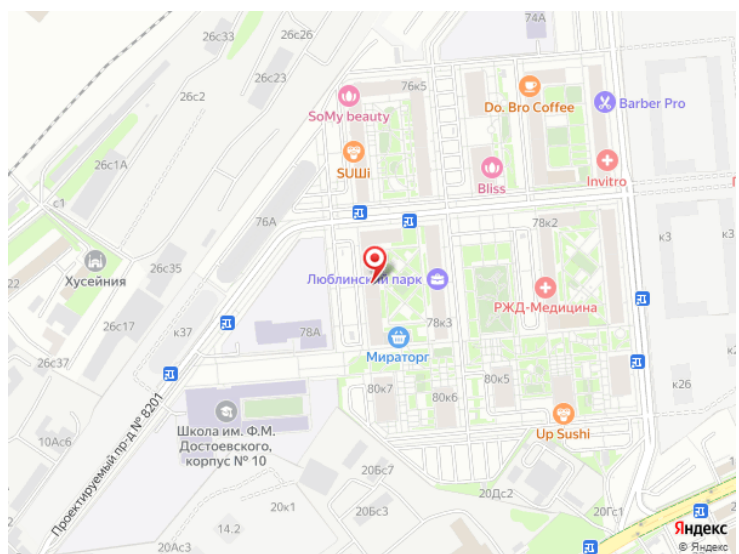 26с33
74А
26с23
26с2
76к5
SoMy beauty
Do. Bro Coffee
Barber Pro
26с1А
SUШi
Bliss
Invitro
с1
76А
78к2
к3
22
Хусейния
26с35
Люблинский парк
РЖД-Медицина
26с17
к37
78А
78к3
Мираторг
26с37
80к7
80к6
80к5
к26
10Ас6
Проектируемый пр-д № 8201
Школа им. Ф.М.
Достоевского,
корпус № 10
Up Sushi
20Бс7
20к1
20Дс2
20Гс1
14.2
20Ас3
Яндекс
© Яндекс